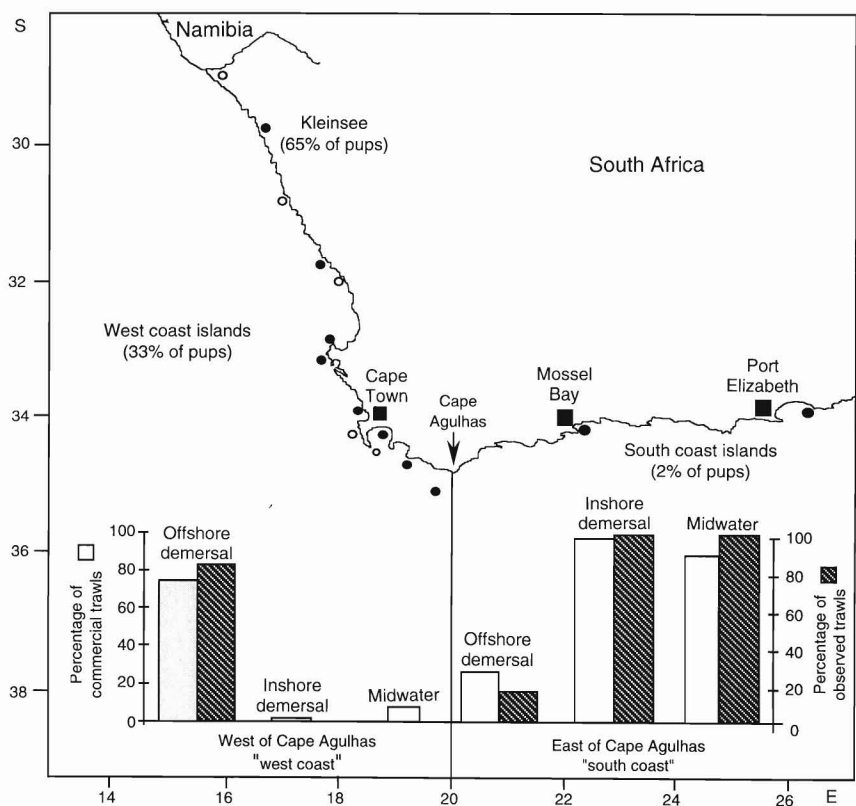 S
Namibia
Kleinsee
(65% of pups)
30
South Africa
32
West coast islands
(33% of pups)
Cape
Town
Cape
Agulhas
Mossel
Bay
Port
Elizabeth
34
South coast islands
(2% of pups)
36
38
Percentage of
commercial trawls
100
80
60
40
20
0
Offshore
demersal
Inshore
demersal
Midwater
Offshore
demersal
Inshore
demersal
Midwater
100
80
60
40
20
0
Percentage of
observed trawls
West of Cape Agulhas
"west coast"
East of Cape Agulhas
"south coast"
14
16
18
20
22
24
26
E